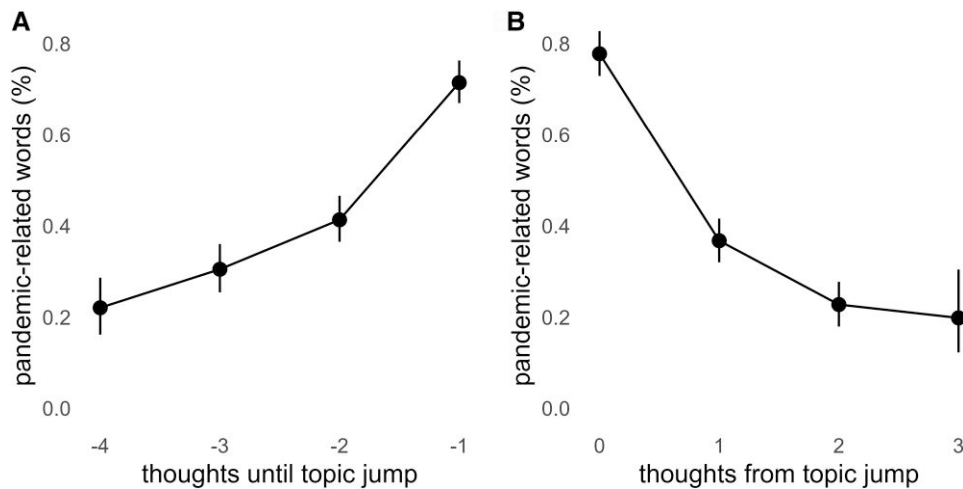 A
pandemic-related words (%)
0.8
0.6
0.4
0.2
0.0
-4 -3 -2 -1
thoughts until topic jump
B
pandemic-related words (%)
0.8
0.6
0.4
0.2
0.0
0 1 2 3
thoughts from topic jump